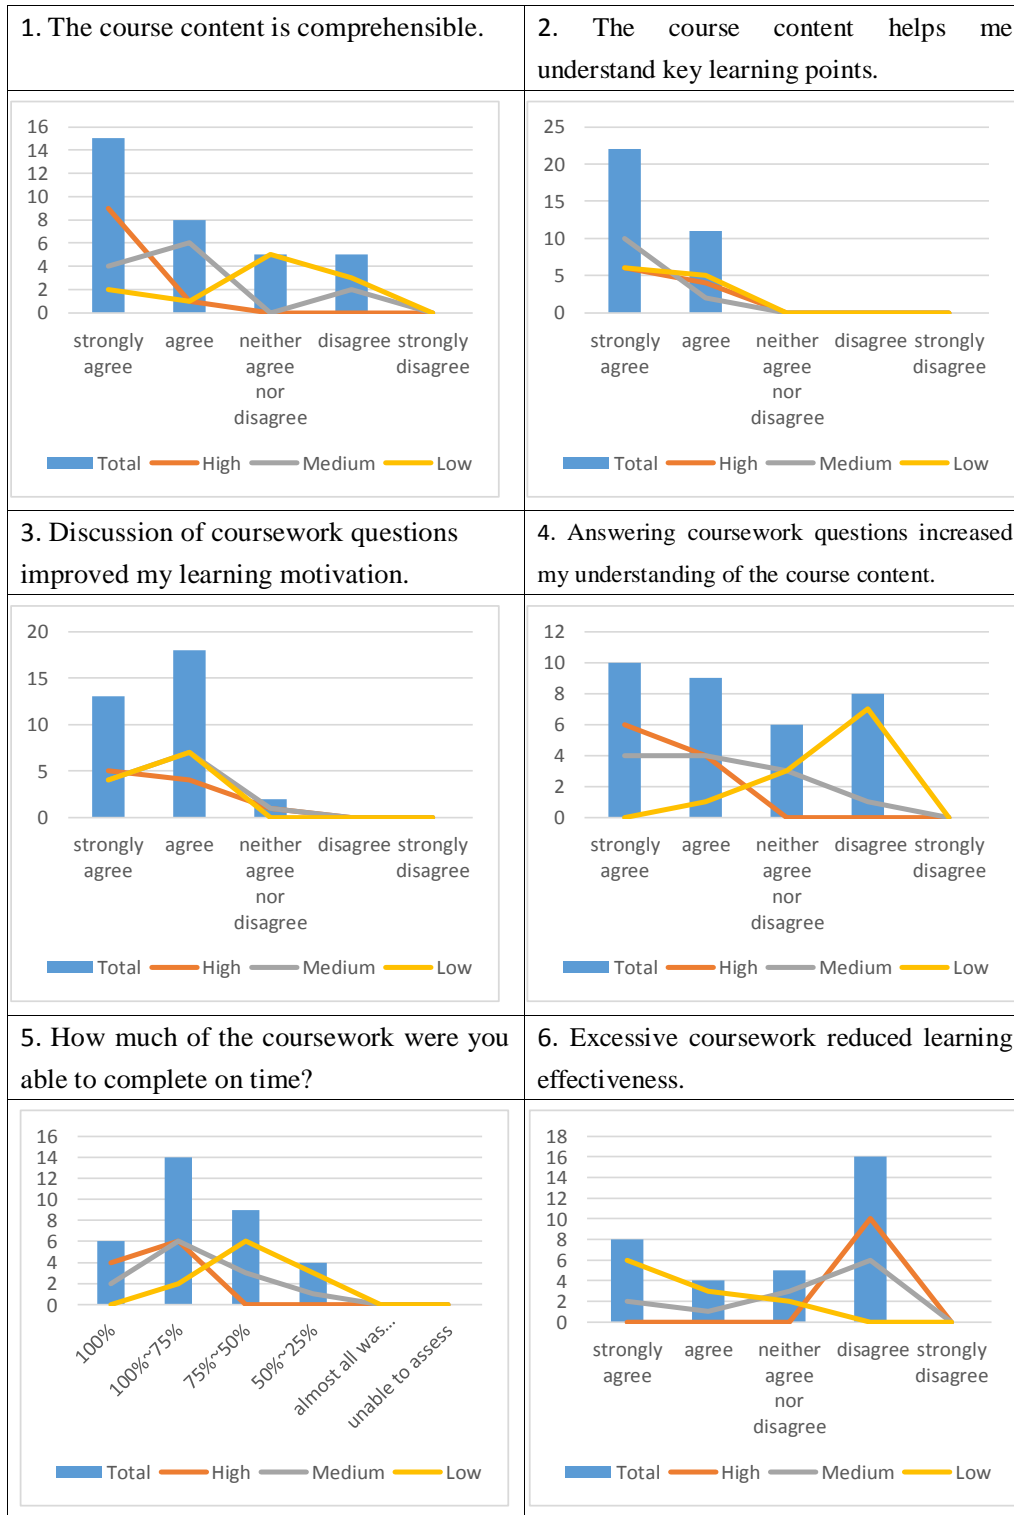 1. The course content is comprehensible.
2. The course content helps me
understand key learning points.
16
14
12
10
8
6
4
2
0
strongly agree
agree
neither agree nor disagree
disagree
strongly disagree
Total High Medium Low
25
20
15
10
5
0
strongly agree
agree
neither agree nor disagree
disagree
strongly disagree
Total High Medium Low
3. Discussion of coursework questions
improved my learning motivation.
4. Answering coursework questions increased
my understanding of the course content.
20
15
10
5
0
strongly agree
agree
neither agree nor disagree
disagree
strongly disagree
Total High Medium Low
12
10
8
6
4
2
0
strongly agree
agree
neither agree nor disagree
disagree
strongly disagree
Total High Medium Low
5. How much of the coursework were you
able to complete on time?
6. Excessive coursework reduced learning
effectiveness.
16
14
12
10
8
6
4
2
0
100%
100%~75%
75%~50%
50%~25%
almost all was...
unable to assess
Total High Medium Low
18
16
14
12
10
8
6
4
2
0
strongly agree
agree
neither agree nor disagree
disagree
strongly disagree
Total High Medium Low